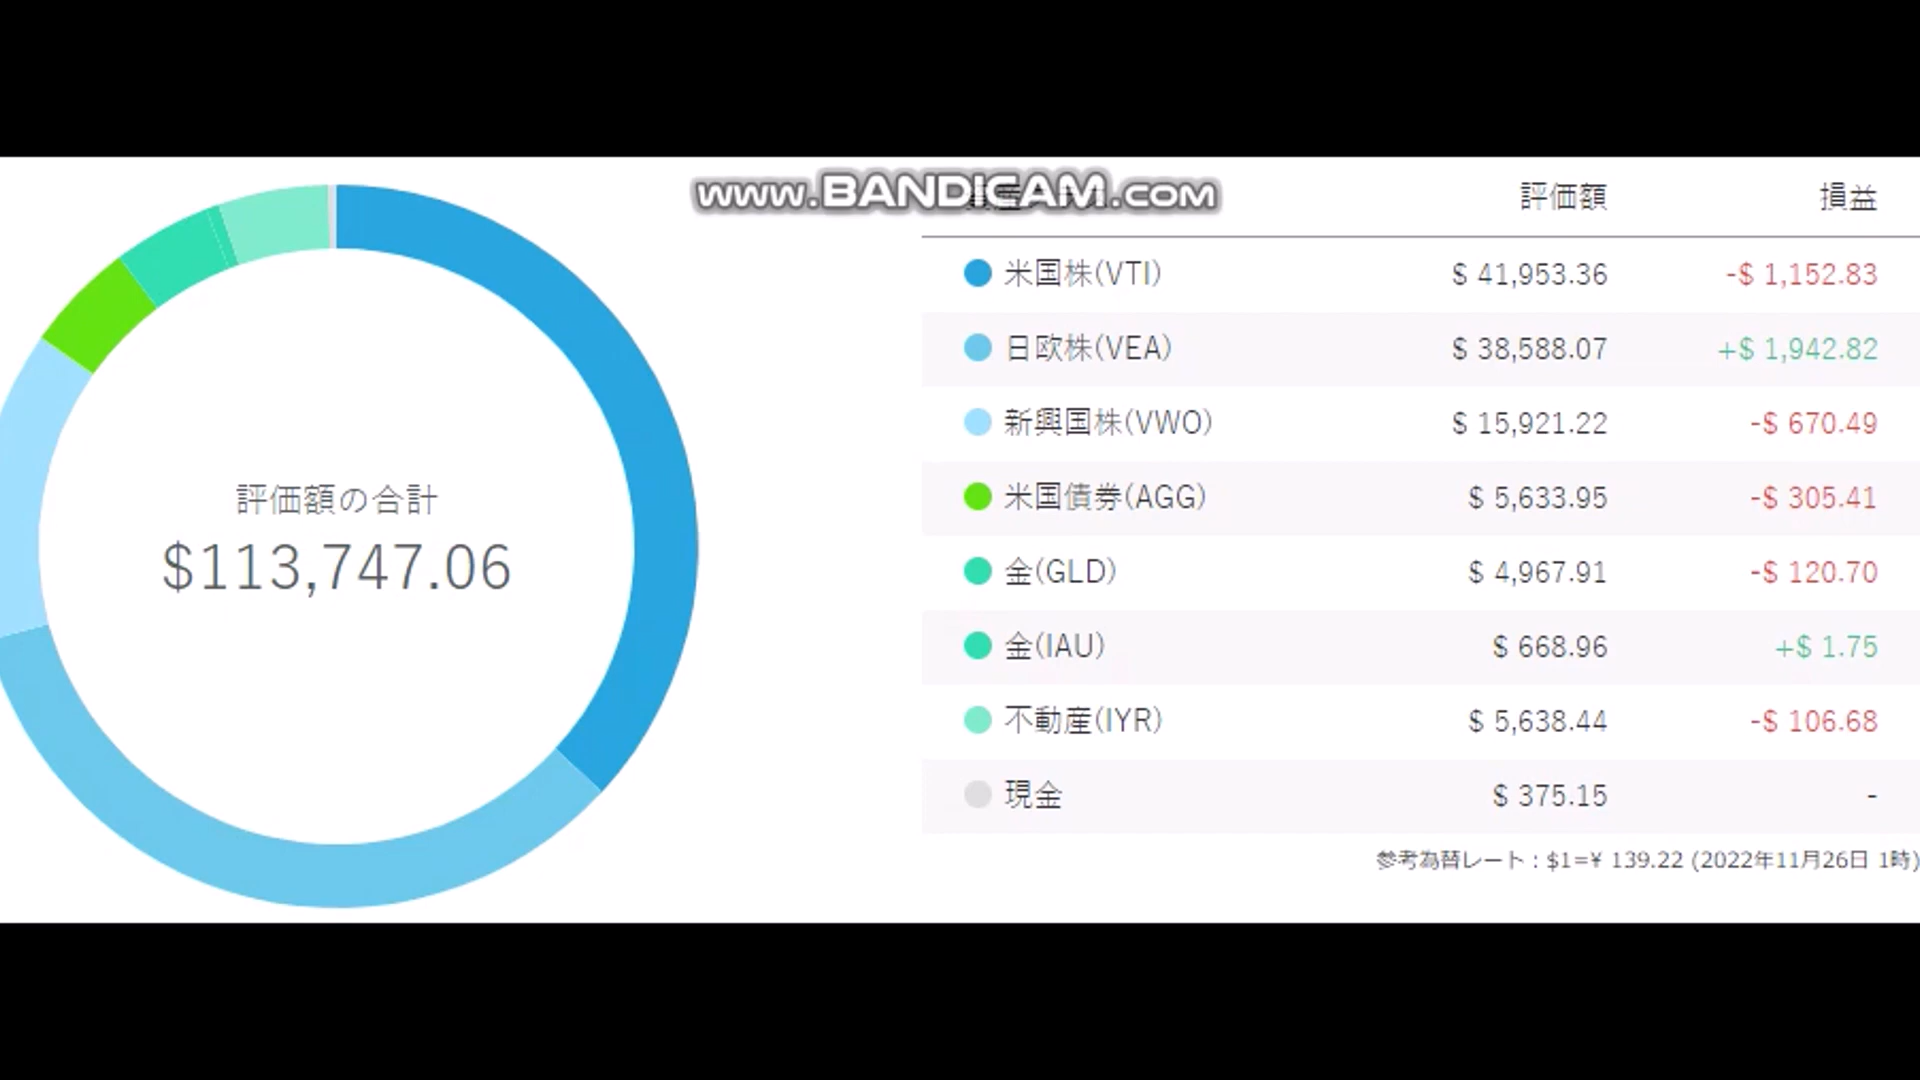 www.BANDICAM.com
評価額 損益
米国株(VTI) $ 41,953.36 -$ 1,152.83
日欧株(VEA) $ 38,588.07 +$ 1,942.82
新興国株(VWO) $ 15,921.22 -$ 670.49
米国債券(AGG) $ 5,633.95 -$ 305.41
金(GLD) $ 4,967.91 -$ 120.70
金(IAU) $ 668.96 +$ 1.75
不動産(IYR) $ 5,638.44 -$ 106.68
現金 $ 375.15 -
参考為替レート : $1=¥ 139.22 (2022年11月26日 1時)
評価額の合計
$113,747.06